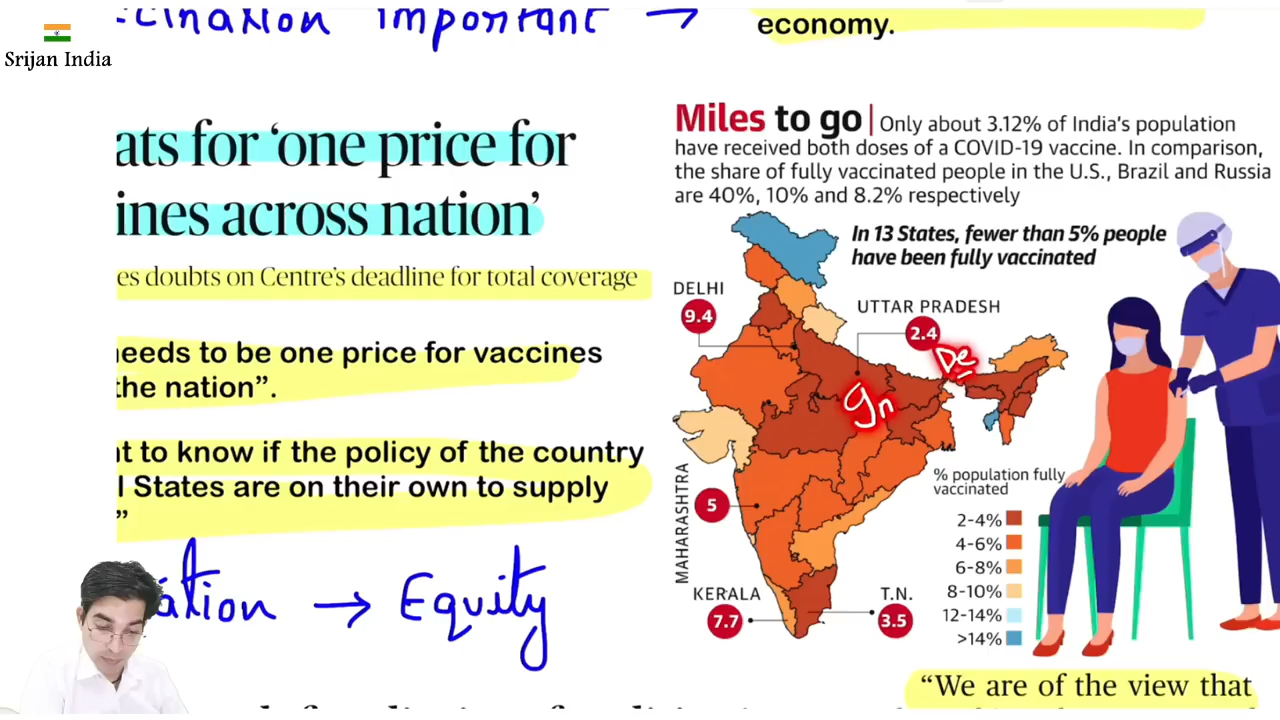 cination important →
economy.
Srijan India
ats for ‘one price for
ines across nation’
es doubts on Centre’s deadline for total coverage
needs to be one price for vaccines
the nation”.
nt to know if the policy of the country
l States are on their own to supply
”
ation → Equity
Miles to go | Only about 3.12% of India’s population
have received both doses of a COVID-19 vaccine. In comparison,
the share of fully vaccinated people in the U.S., Brazil and Russia
are 40%, 10% and 8.2% respectively
In 13 States, fewer than 5% people
have been fully vaccinated
DELHI
9.4
UTTAR PRADESH
2.4
De
Gn
MAHARASHTRA
5
KERALA
7.7
T.N.
3.5
% population fully
vaccinated
2-4%
4-6%
6-8%
8-10%
12-14%
>14%
“We are of the view that